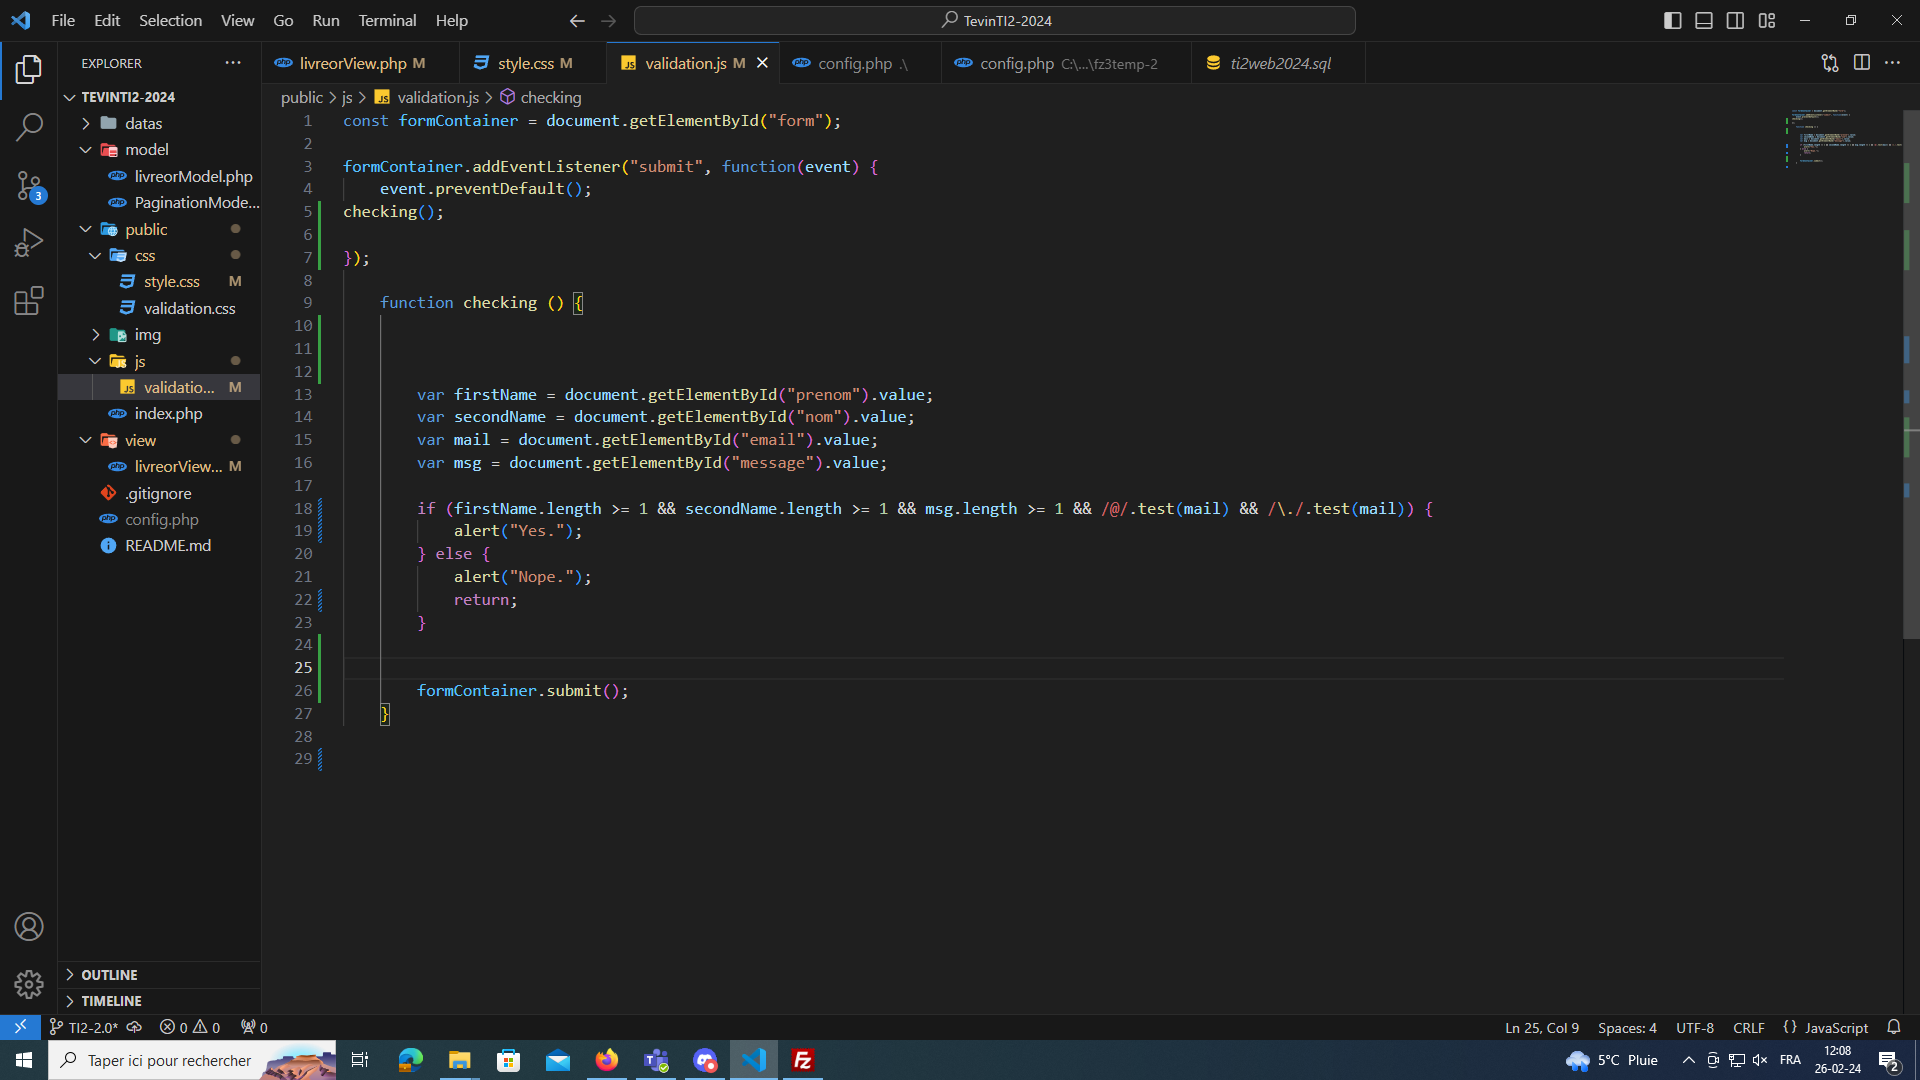 File Edit Selection View Go Run Terminal Help
TevinTI2-2024
EXPLORER
livreorView.php M
style.css M
validation.js M
config.php .\
config.php C:\...\fz3temp-2
ti2web2024.sql
public > js > validation.js > checking
TEVINTI2-2024
datas
model
livreorModel.php
PaginationMode...
public
css
style.css M
validation.css
img
js
validatio... M
index.php
view
livreorView... M
.gitignore
config.php
README.md
OUTLINE
TIMELINE
3
1 const formContainer = document.getElementById("form");
2
3 formContainer.addEventListener("submit", function(event) {
4 event.preventDefault();
5 checking();
6
7 });
8
9 function checking () {
10
11
12
13 var firstName = document.getElementById("prenom").value;
14 var secondName = document.getElementById("nom").value;
15 var mail = document.getElementById("email").value;
16 var msg = document.getElementById("message").value;
17
18 if (firstName.length >= 1 && secondName.length >= 1 && msg.length >= 1 && /@/.test(mail) && /\./.test(mail)) {
19 alert("Yes.");
20 } else {
21 alert("Nope.");
22 return;
23 }
24
25
26 formContainer.submit();
27 }
28
29
TI2-2.0* 0 0 0
Ln 25, Col 9 Spaces: 4 UTF-8 CRLF {} JavaScript
Taper ici pour rechercher
5°C Pluie
FRA
12:08
26-02-24
2